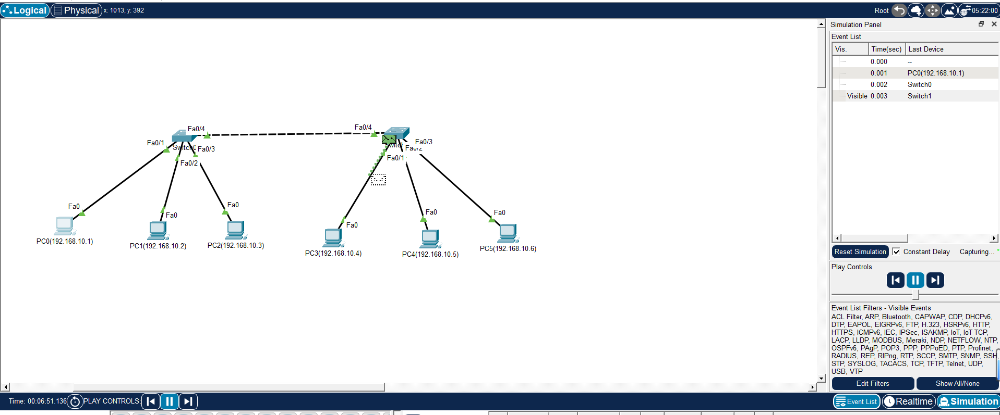 Logical Physical x: 1013, y: 392 Root 05:22:00
Simulation Panel
Event List
Vis. Time(sec) Last Device
0.000 --
0.001 PC0(192.168.10.1)
0.002 Switch0
Visible 0.003 Switch1
Fa0/4 Fa0/4
Fa0/1 Fa0/3
Fa0/3 Fa0/2
Fa0/2 Fa0/1
Fa0 Fa0 Fa0 Fa0
Fa0 Fa0
PC0(192.168.10.1) PC1(192.168.10.2) PC2(192.168.10.3) PC3(192.168.10.4) PC4(192.168.10.5) PC5(192.168.10.6)
Reset Simulation Constant Delay Capturing...
Play Controls
Event List Filters - Visible Events
ACL Filter, ARP, Bluetooth, CAPWAP, CDP, DHCPv6,
DTP, EAPOL, EIGRPv6, FTP, H.323, HSRPv6, HTTP,
HTTPS, ICMPv6, IEC, IPSec, ISAKMP, IoT, IoT TCP,
LACP, LLDP, MODBUS, Meraki, NDP, NETFLOW, NTP,
OSPFv6, PAgP, POP3, PPP, PPPoED, PTP, Profinet,
RADIUS, REP, RIPng, RTP, SCCP, SMTP, SNMP, SSH,
STP, SYSLOG, TACACS, TCP, TFTP, Telnet, UDP,
USB, VTP
Edit Filters Show All/None
Time: 00:06:51.136 PLAY CONTROLS: Event List Realtime Simulation